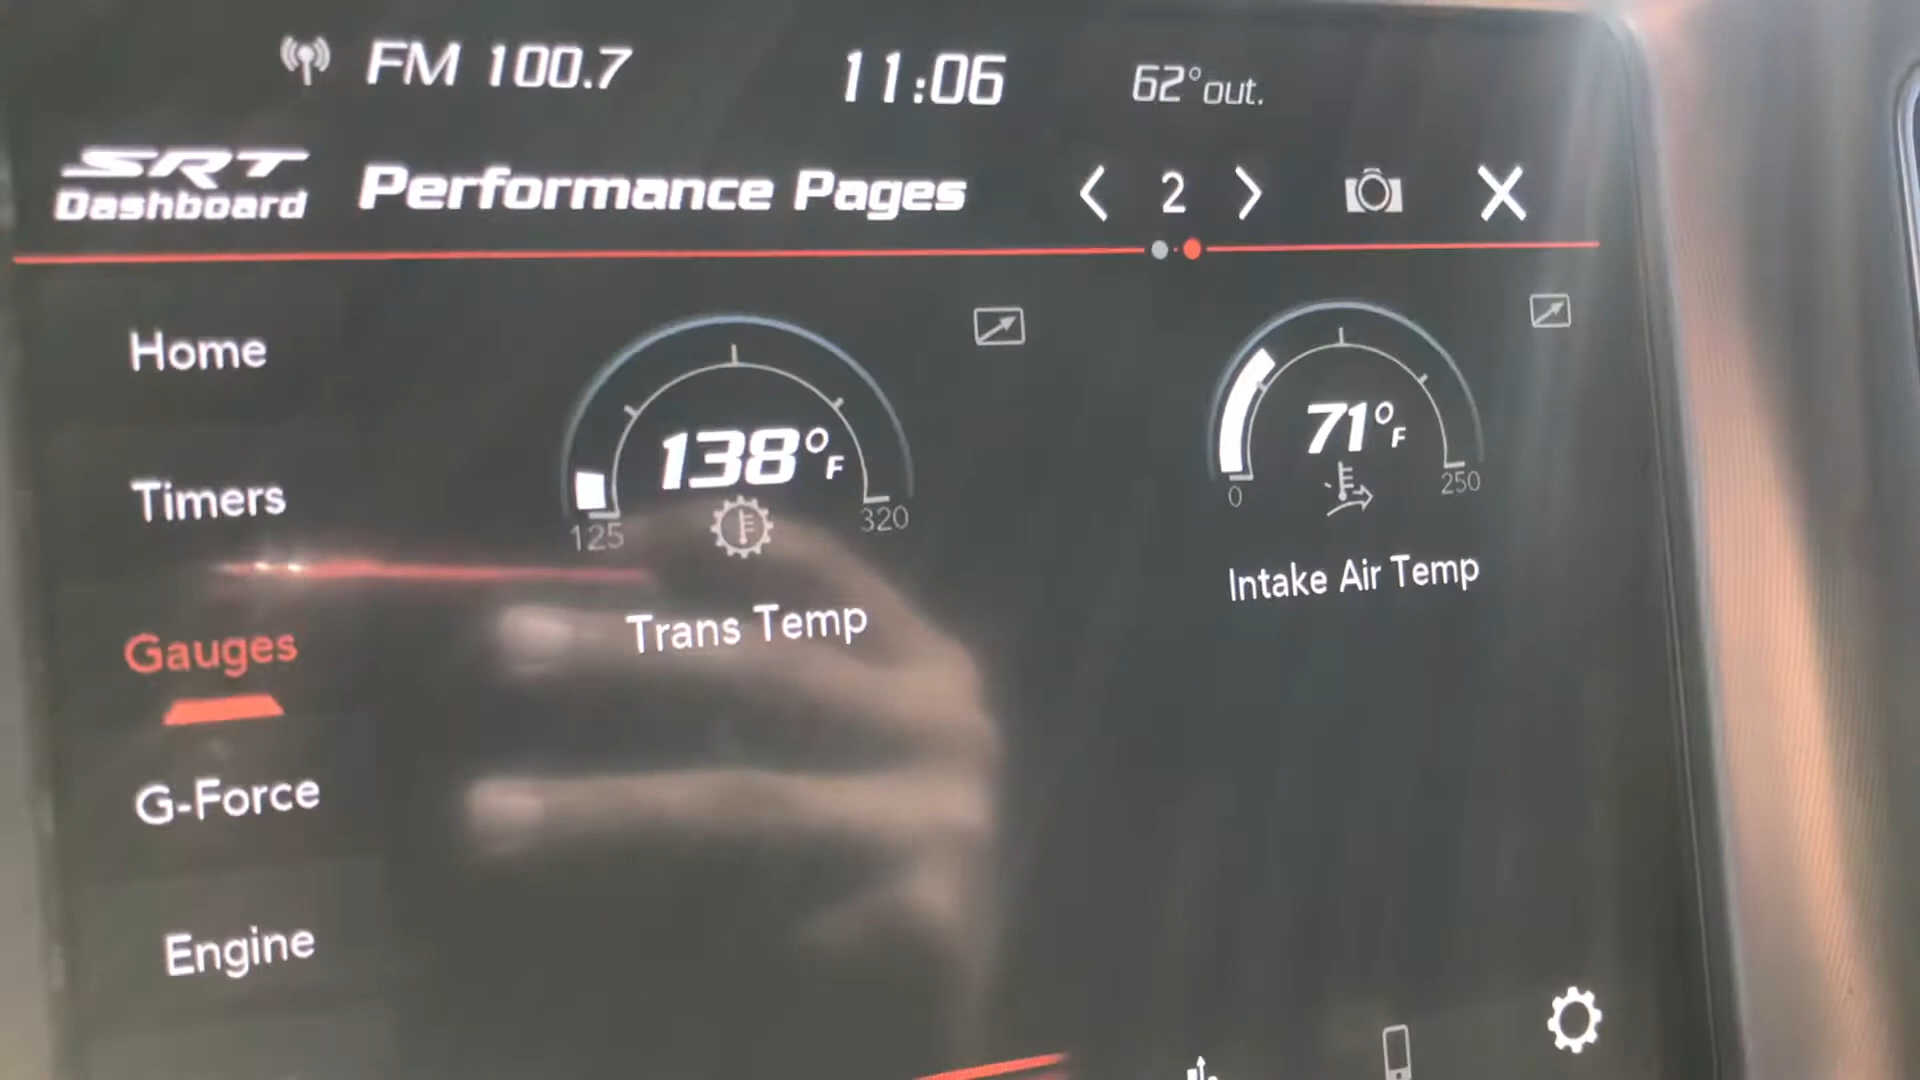 FM 100.7 11:06 62°out.
SRT Dashboard Performance Pages 2
Home
Timers
Gauges
G-Force
Engine
138°F
125 320
Trans Temp
71°F
0 250
Intake Air Temp